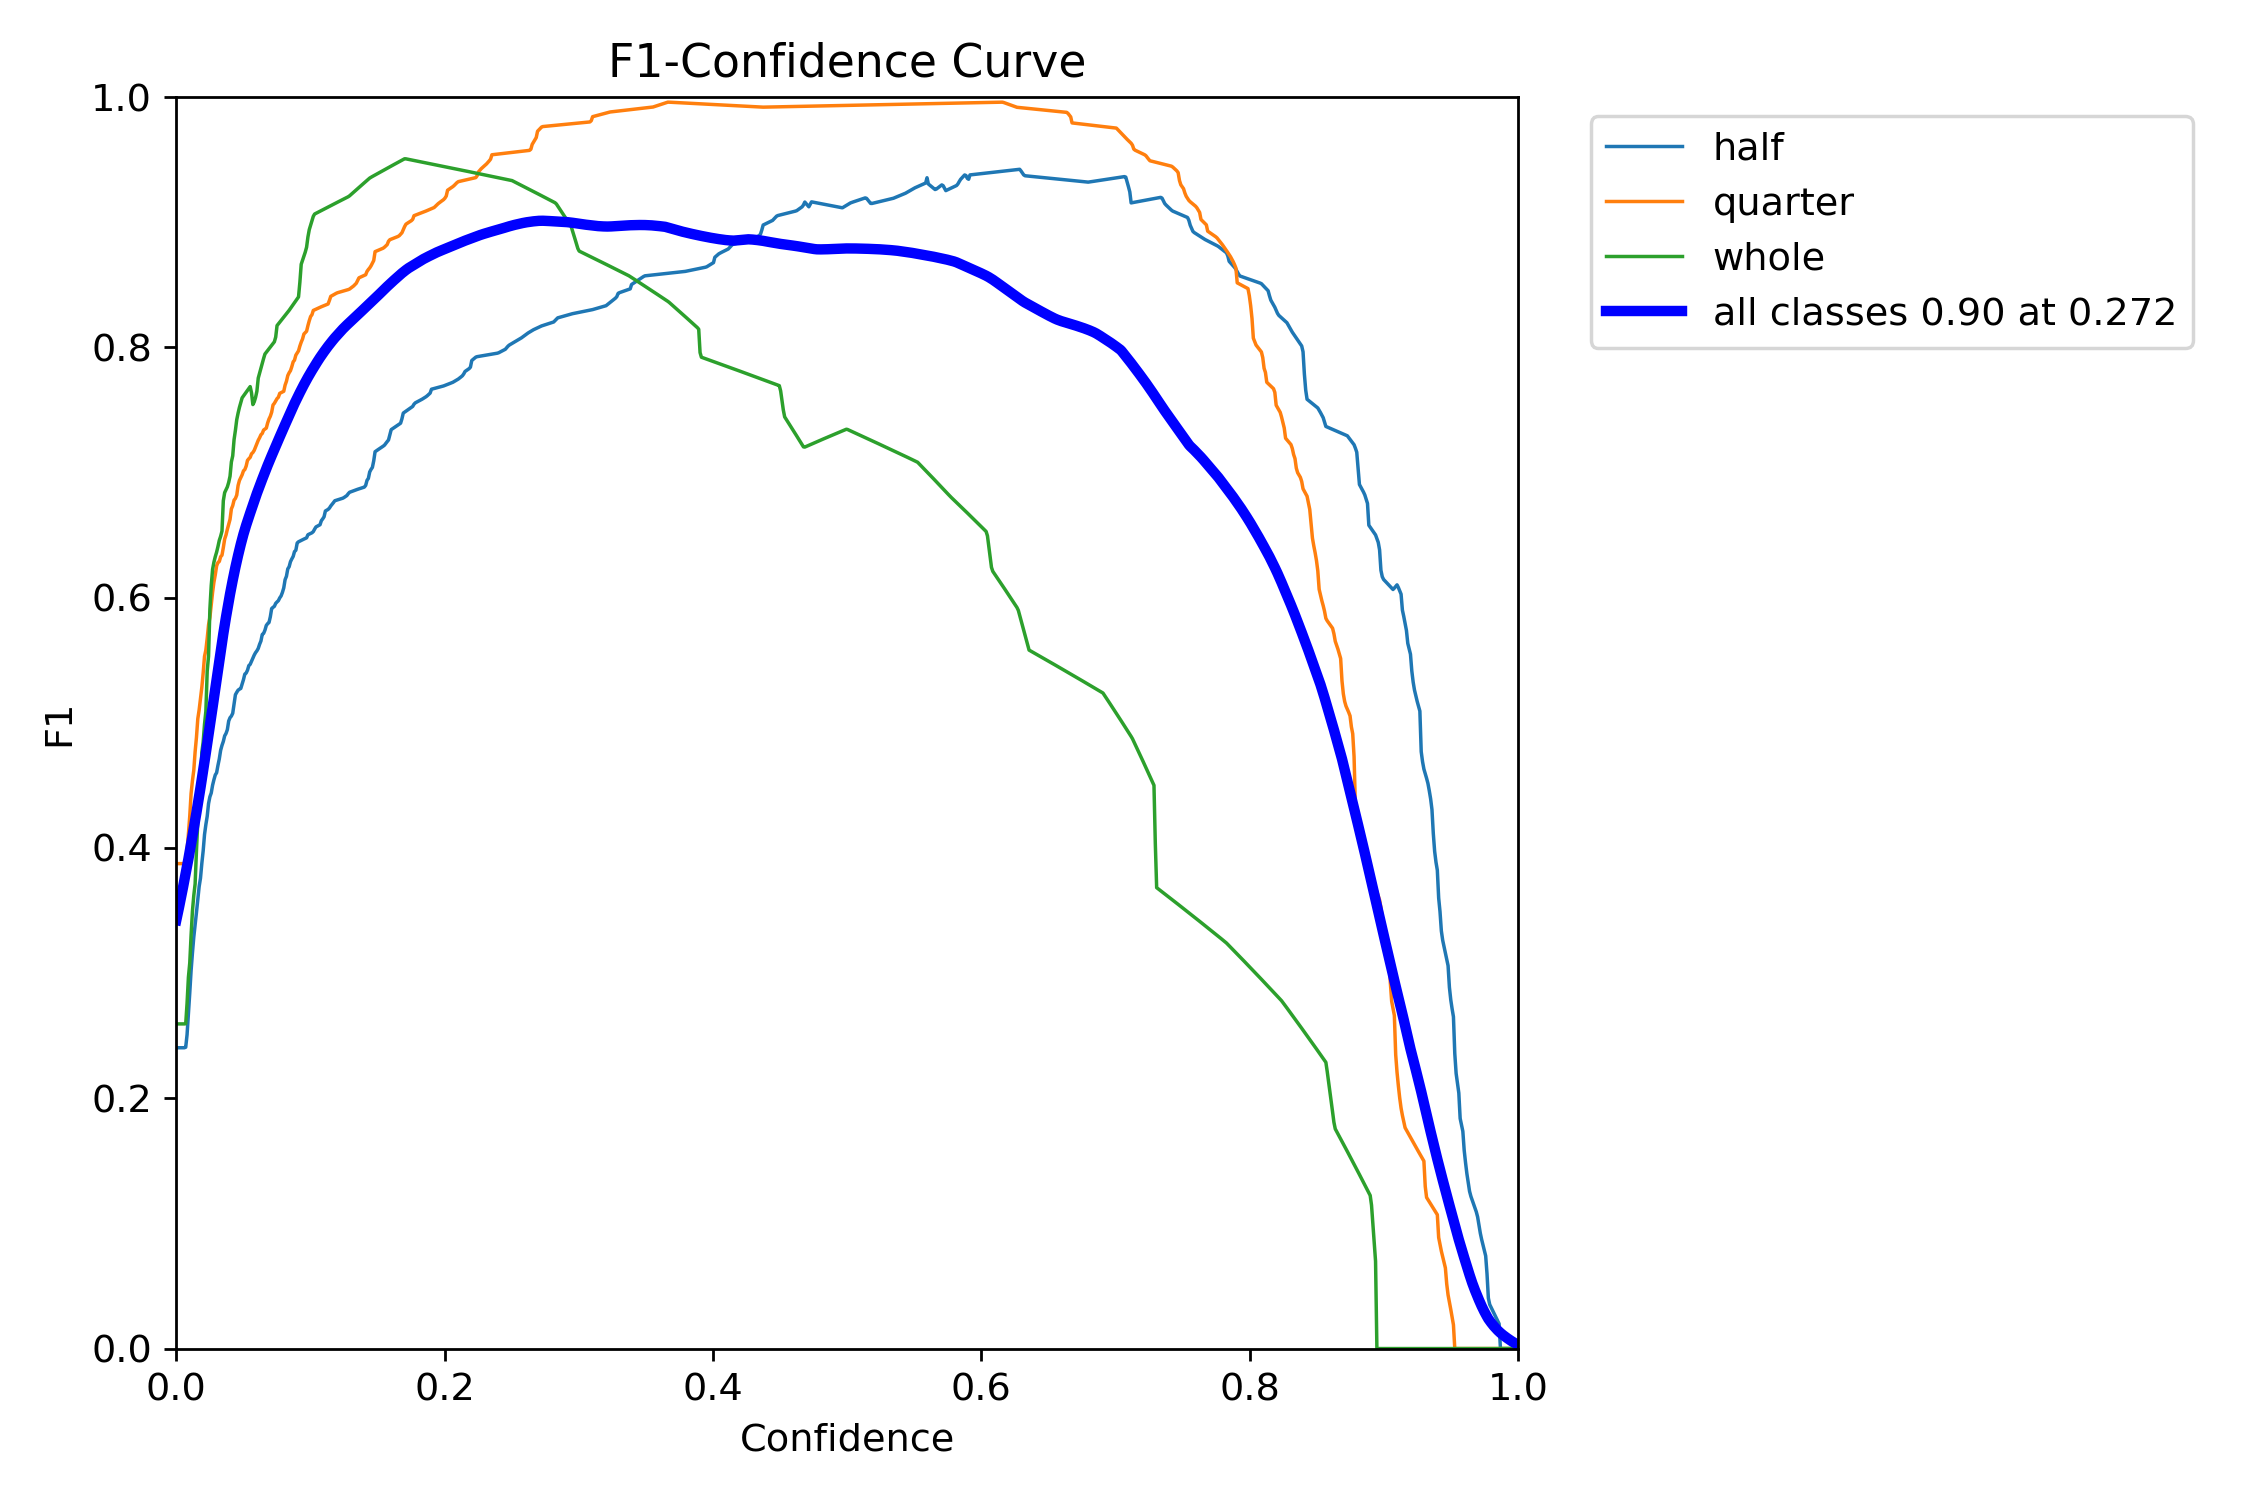 F1-Confidence Curve
1.0
0.8
0.6
0.4
0.2
0.0
F1
0.0 0.2 0.4 0.6 0.8 1.0
Confidence
half
quarter
whole
all classes 0.90 at 0.272